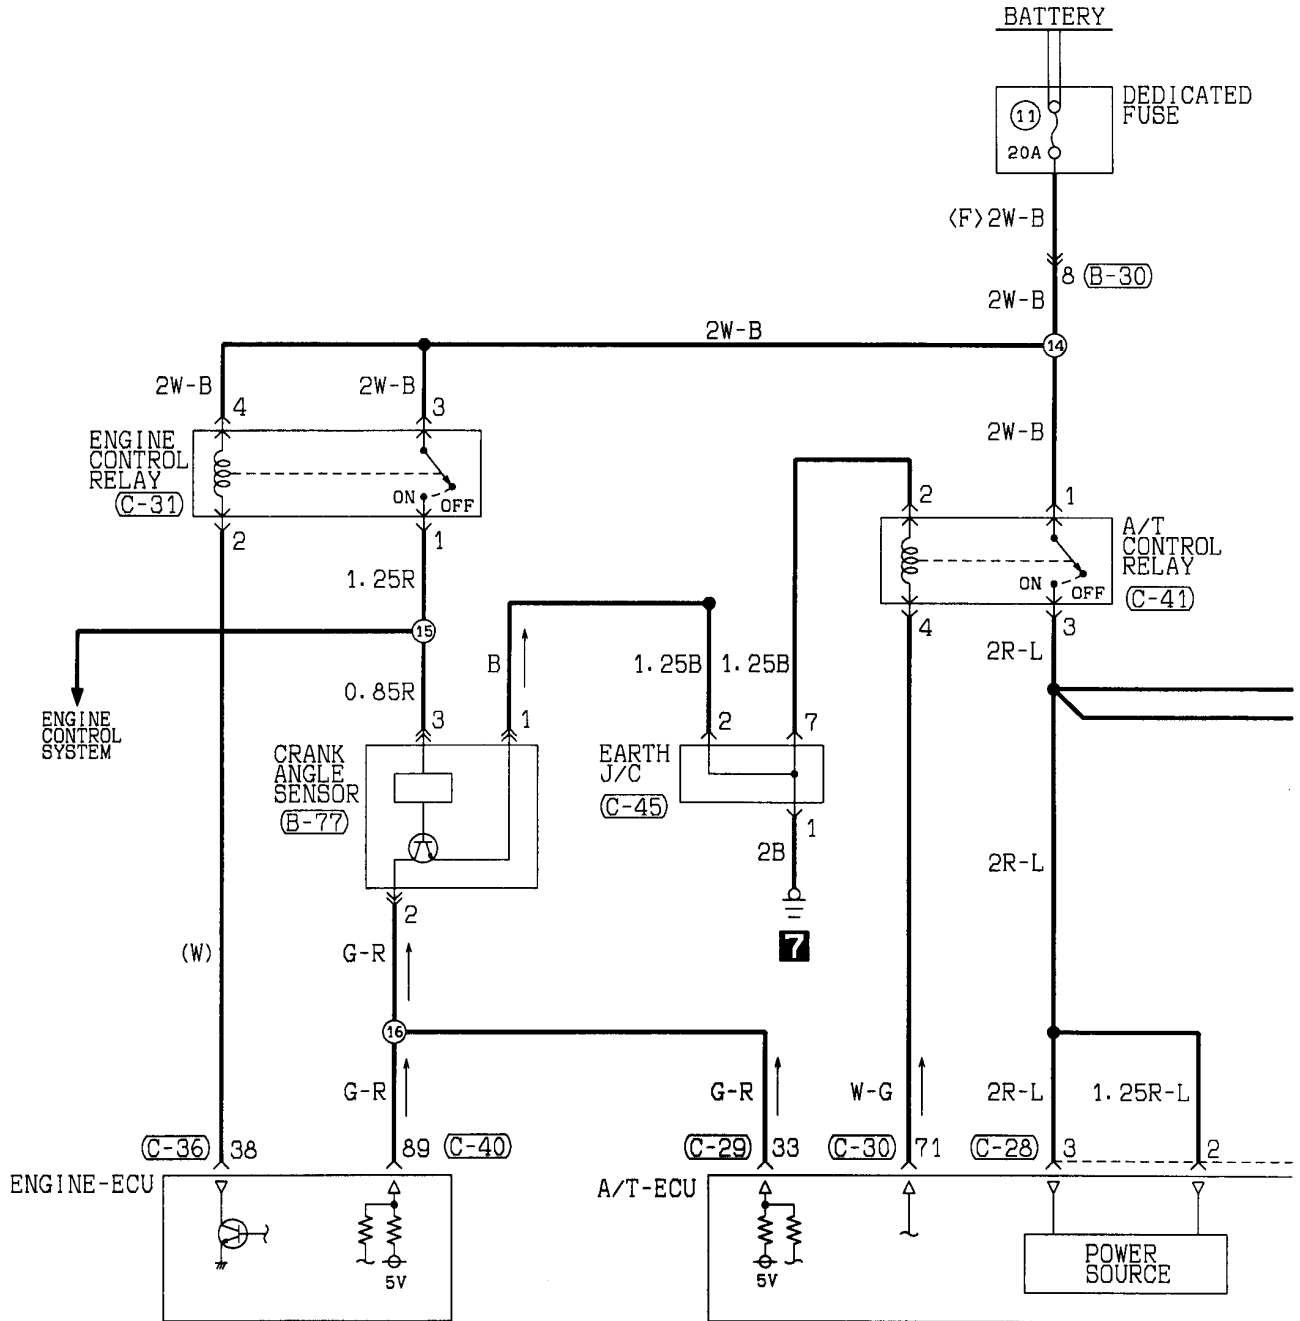 BATTERY
DEDICATED
FUSE
11
20A
<F>2W-B
8 (B-30)
2W-B
2W-B
14
2W-B
2W-B
4
3
2W-B
ENGINE
CONTROL
RELAY
(C-31)
ON
OFF
2
1
2
1
A/T
CONTROL
RELAY
(C-41)
ON
OFF
4
3
1.25R
15
B
1.25B
1.25B
2R-L
0.85R
ENGINE
CONTROL
SYSTEM
3
1
2
7
CRANK
ANGLE
SENSOR
(B-77)
EARTH
J/C
(C-45)
1
2B
2R-L
2
7
(W)
G-R
16
G-R
G-R
W-G
2R-L
1.25R-L
(C-36) 38
89 (C-40)
(C-29) 33
(C-30) 71
(C-28) 3
2
ENGINE-ECU
A/T-ECU
5V
5V
POWER
SOURCE